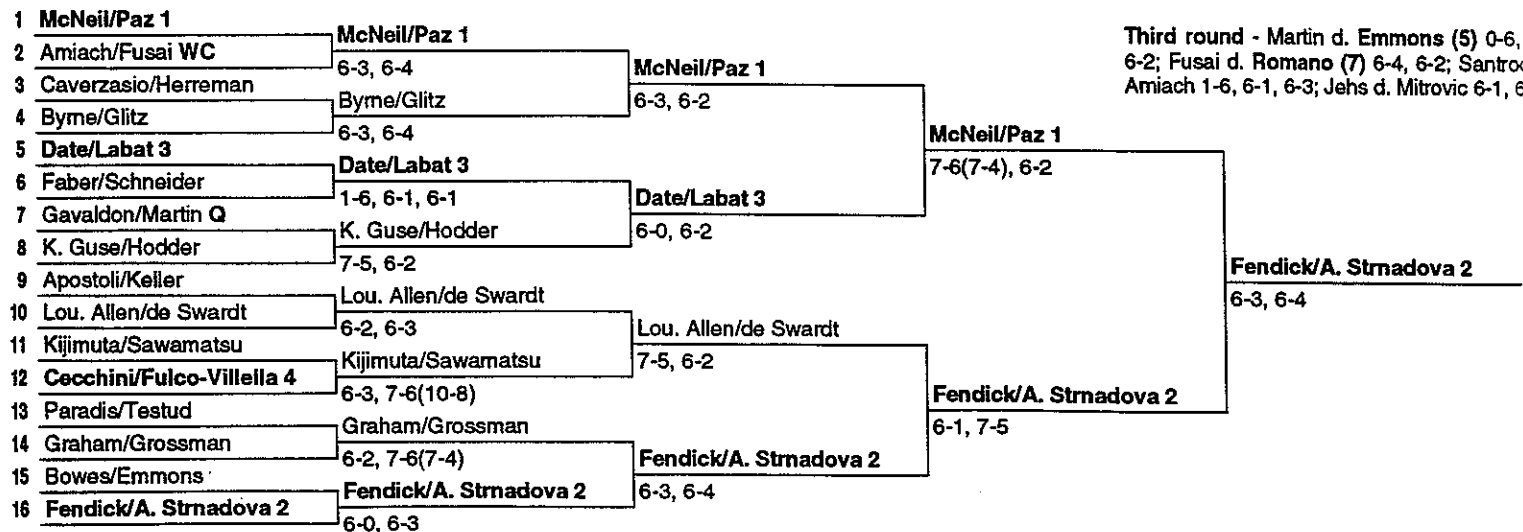 1 McNeil/Paz 1
2 Amiach/Fusai WC
3 Caverzasio/Herreman
4 Byrne/Glitz
5 Date/Labat 3
6 Faber/Schneider
7 Gavaldon/Martin Q
8 K. Guse/Hodder
9 Apostoli/Keller
10 Lou. Allen/de Swardt
11 Kijimuta/Sawamatsu
12 Cecchini/Fulco-Villella 4
13 Paradis/Testud
14 Graham/Grossman
15 Bowes/Emmons
16 Fendick/A. Strnadova 2
McNeil/Paz 1
6-3, 6-4
Byrne/Glitz
6-3, 6-4
Date/Labat 3
1-6, 6-1, 6-1
K. Guse/Hodder
7-5, 6-2
Lou. Allen/de Swardt
6-2, 6-3
Kijimuta/Sawamatsu
6-3, 7-6(10-8)
Graham/Grossman
6-2, 7-6(7-4)
Fendick/A. Strnadova 2
6-0, 6-3
McNeil/Paz 1
6-3, 6-2
Date/Labat 3
6-0, 6-2
Lou. Allen/de Swardt
7-5, 6-2
Fendick/A. Strnadova 2
6-3, 6-4
McNeil/Paz 1
7-6(7-4), 6-2
Fendick/A. Strnadova 2
6-1, 7-5
Fendick/A. Strnadova 2
6-3, 6-4
Third round - Martin d. Emmons (5) 0-6,
6-2; Fusai d. Romano (7) 6-4, 6-2;
Amiach 1-6, 6-1, 6-3; Jehs d. Mitrovic 6-1,